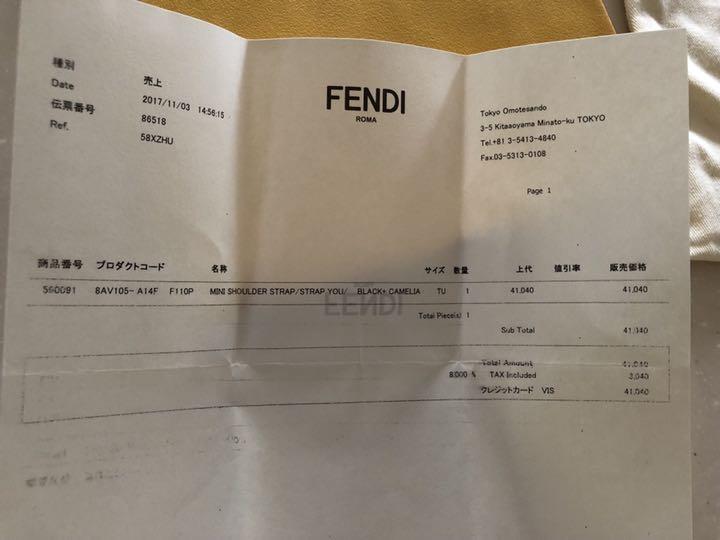 種別 売上
Date 2017/11/03 14:56:15
伝票番号 86518
Ref. 58XZHU
FENDI
ROMA
Tokyo Omotesando
3-5 Kitaaoyama Minato-ku TOKYO
Tel.+81 3-5413-4840
Fax.03-5313-0108
Page 1
商品番号 プロダクトコード 名称 サイズ 数量 上代 値引率 販売価格
560091 8AV105- A14F F110P MINI SHOULDER STRAP/STRAP YOU/ BLACK+ CAMELIA TU 1 41,040 41,040
FENDI
Total Piece(s) 1
Sub Total 41,040
Total Amount 41,040
8.000 % TAX Included 3,040
クレジットカード VIS 41,040